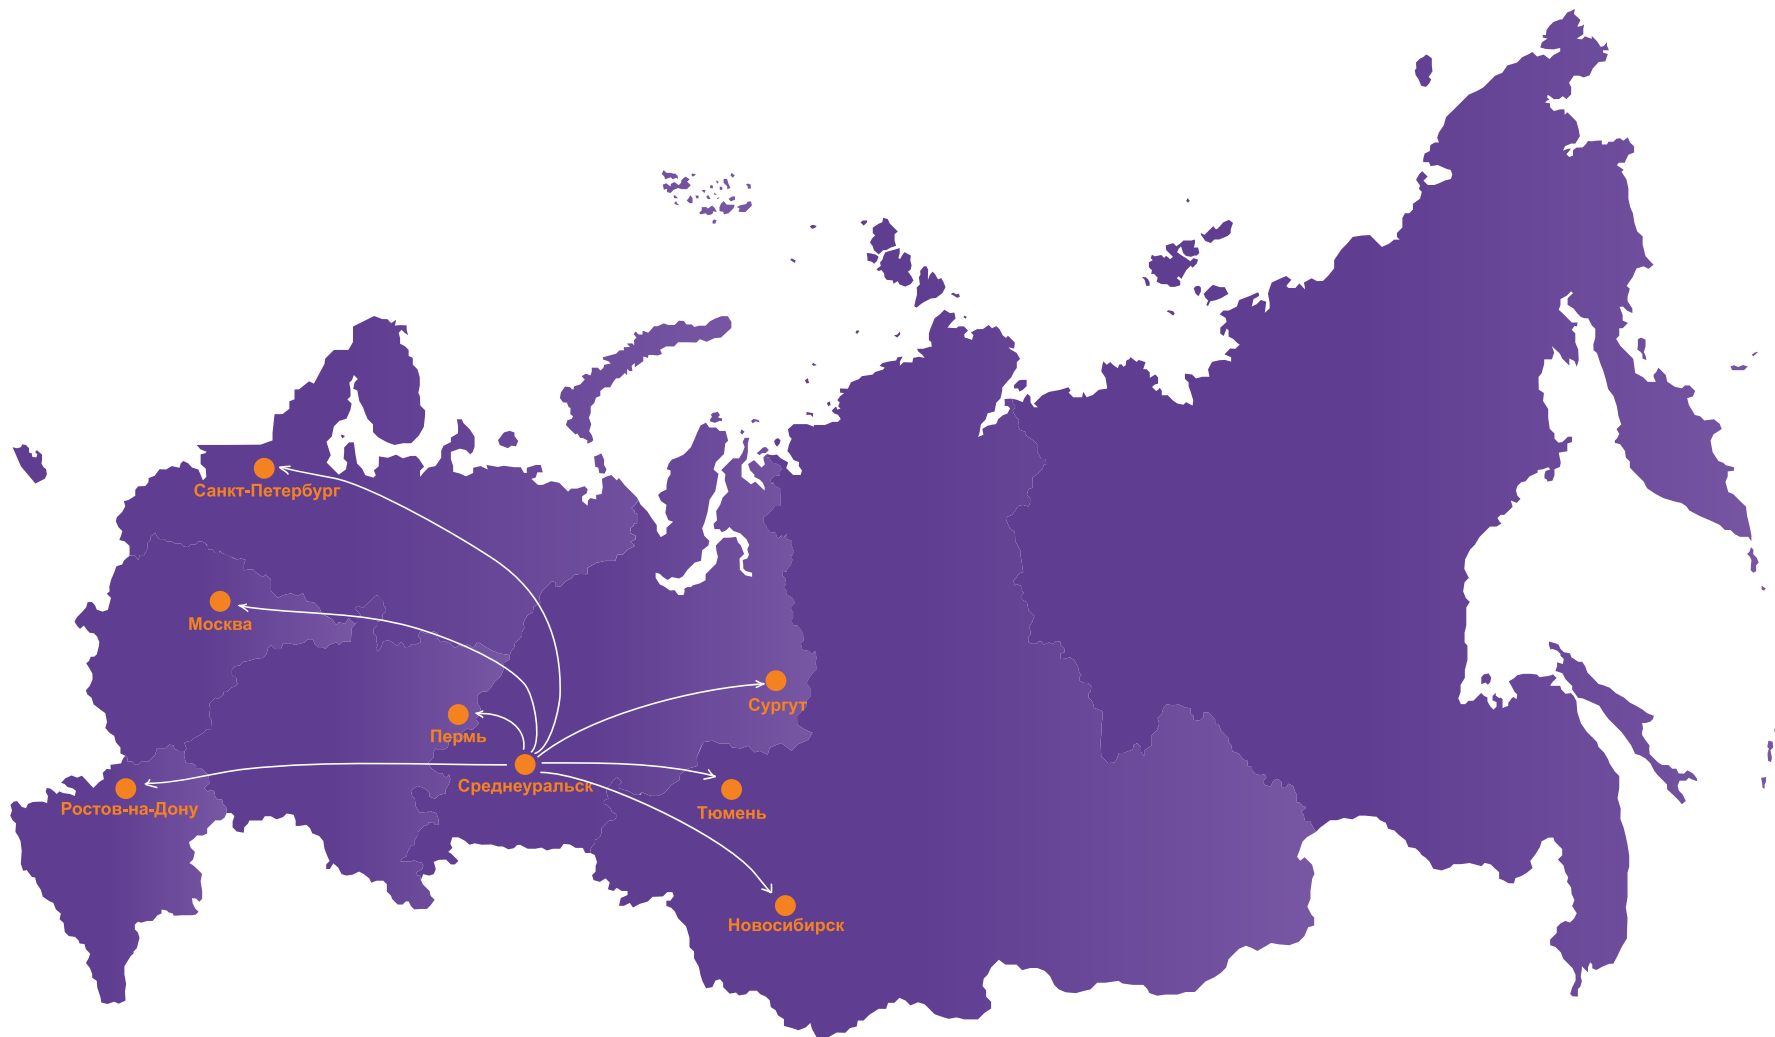 Санкт-Петербург
Москва
Сургут
Пермь
Среднеуральск
Ростов-на-Дону
Тюмень
Новосибирск